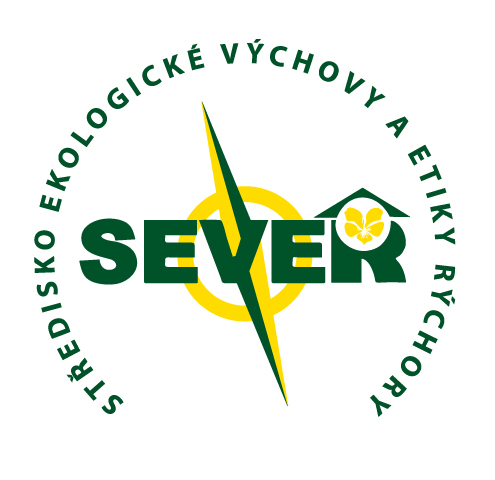 STŘEDISKO EKOLOGICKÉ VÝCHOVY A ETIKY RÝCHORY
SEVER